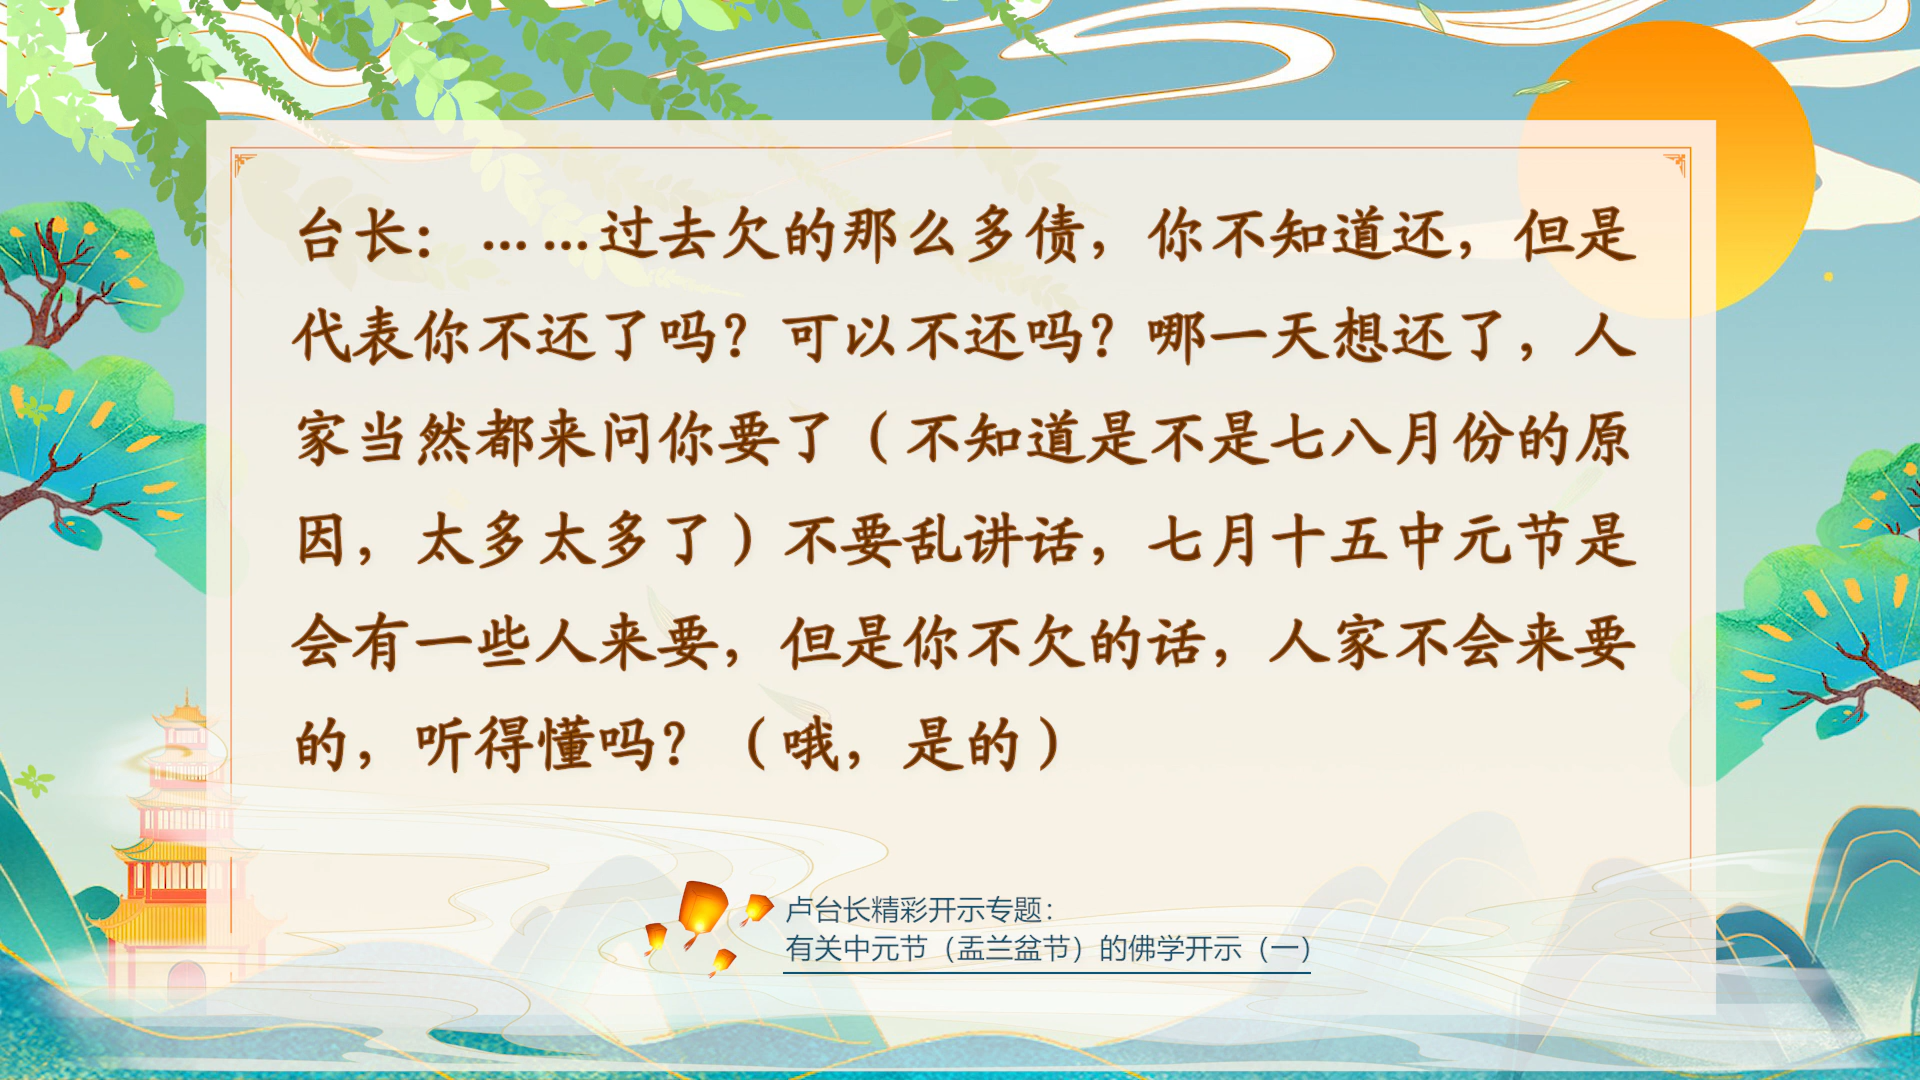 台长：……过去欠的那么多债，你不知道还，但是
代表你不还了吗？可以不还吗？哪一天想还了，人
家当然都来问你要了（不知道是不是七八月份的原
因，太多太多了）不要乱讲话，七月十五中元节是
会有一些人来要，但是你不欠的话，人家不会来要
的，听得懂吗？（哦，是的）
卢台长精彩开示专题：
有关中元节（盂兰盆节）的佛学开示（一）